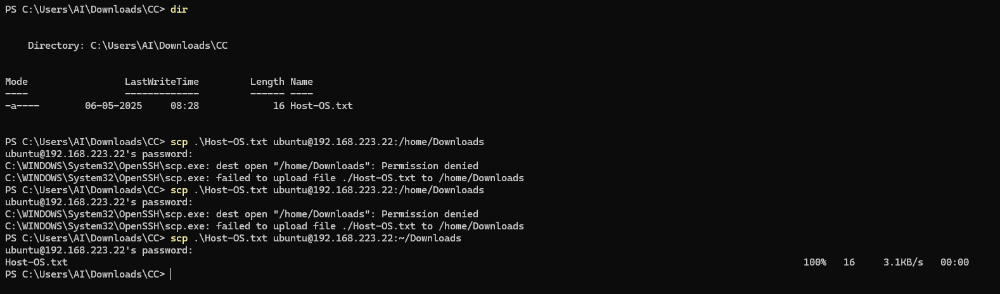 PS C:\Users\AI\Downloads\CC> dir
Directory: C:\Users\AI\Downloads\CC
Mode                 LastWriteTime         Length Name
----                 -------------         ------ ----
-a----        06-05-2025     08:28             16 Host-OS.txt
PS C:\Users\AI\Downloads\CC> scp .\Host-OS.txt ubuntu@192.168.223.22:/home/Downloads
ubuntu@192.168.223.22's password:
C:\WINDOWS\System32\OpenSSH\scp.exe: dest open "/home/Downloads": Permission denied
C:\WINDOWS\System32\OpenSSH\scp.exe: failed to upload file ./Host-OS.txt to /home/Downloads
PS C:\Users\AI\Downloads\CC> scp .\Host-OS.txt ubuntu@192.168.223.22:/home/Downloads
ubuntu@192.168.223.22's password:
C:\WINDOWS\System32\OpenSSH\scp.exe: dest open "/home/Downloads": Permission denied
C:\WINDOWS\System32\OpenSSH\scp.exe: failed to upload file ./Host-OS.txt to /home/Downloads
PS C:\Users\AI\Downloads\CC> scp .\Host-OS.txt ubuntu@192.168.223.22:~/Downloads
ubuntu@192.168.223.22's password:
Host-OS.txt 100% 16 3.1KB/s 00:00
PS C:\Users\AI\Downloads\CC>